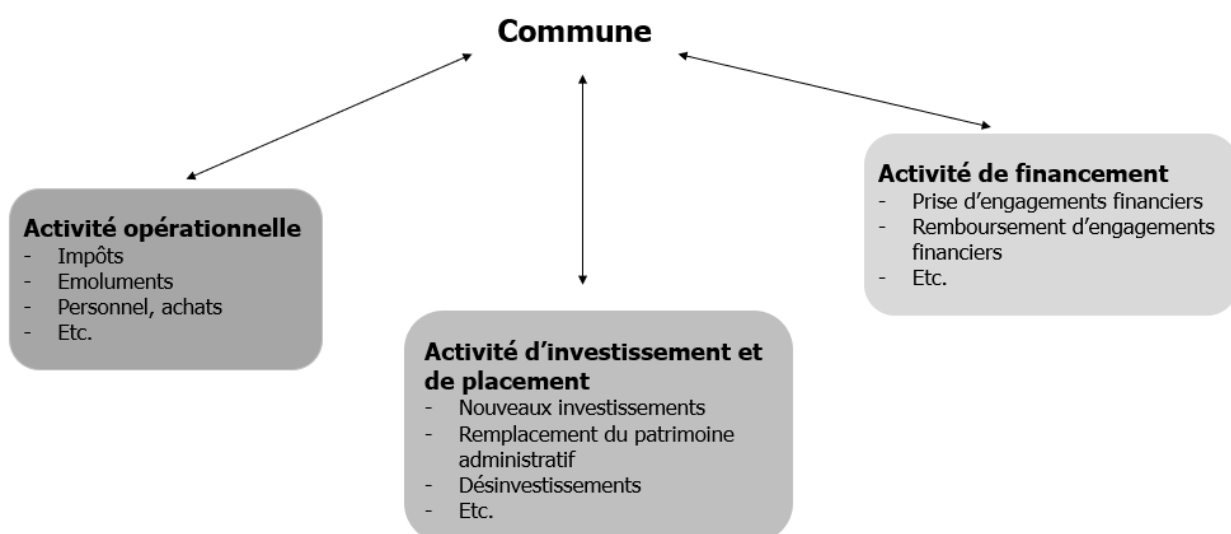 Commune
Activité opérationnelle
- Impôts
- Emoluments
- Personnel, achats
- Etc.
Activité d’investissement et
de placement
- Nouveaux investissements
- Remplacement du patrimoine
administratif
- Désinvestissements
- Etc.
Activité de financement
- Prise d’engagements financiers
- Remboursement d’engagements
financiers
- Etc.